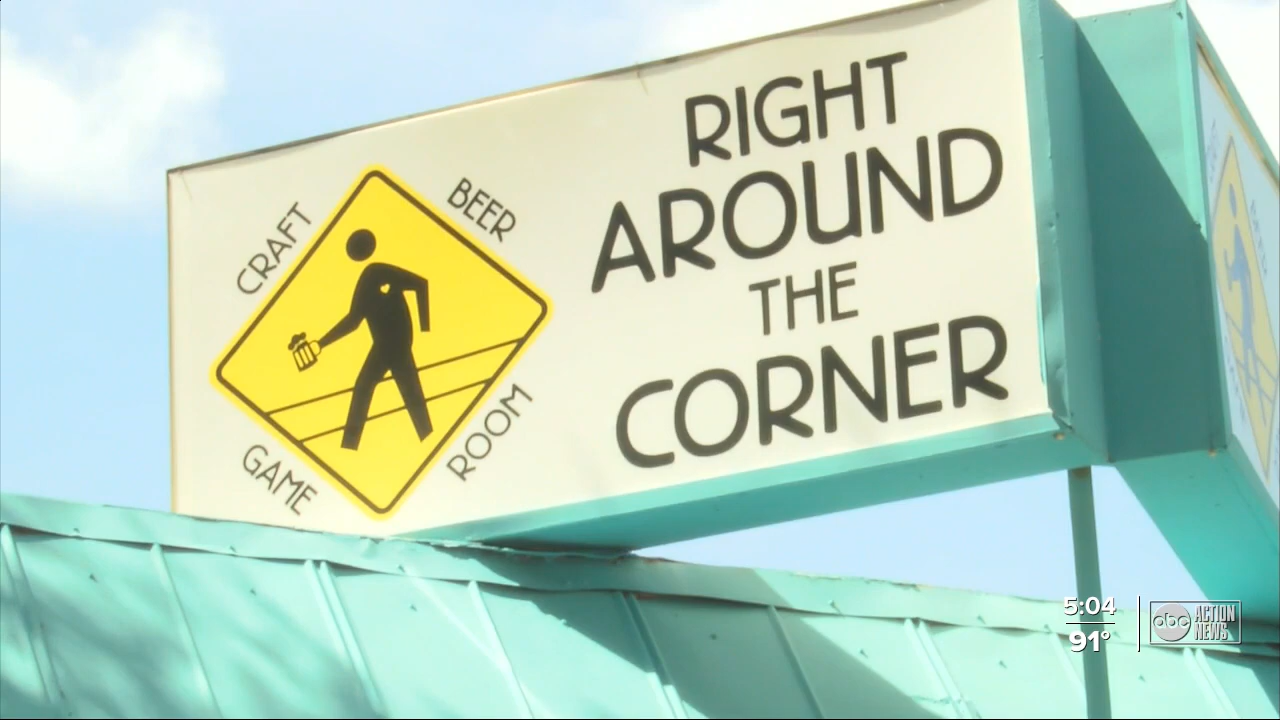 CRAFT
BEER
GAME
ROOM
RIGHT
AROUND
THE
CORNER
5:04
91°
abc
ACTION
NEWS